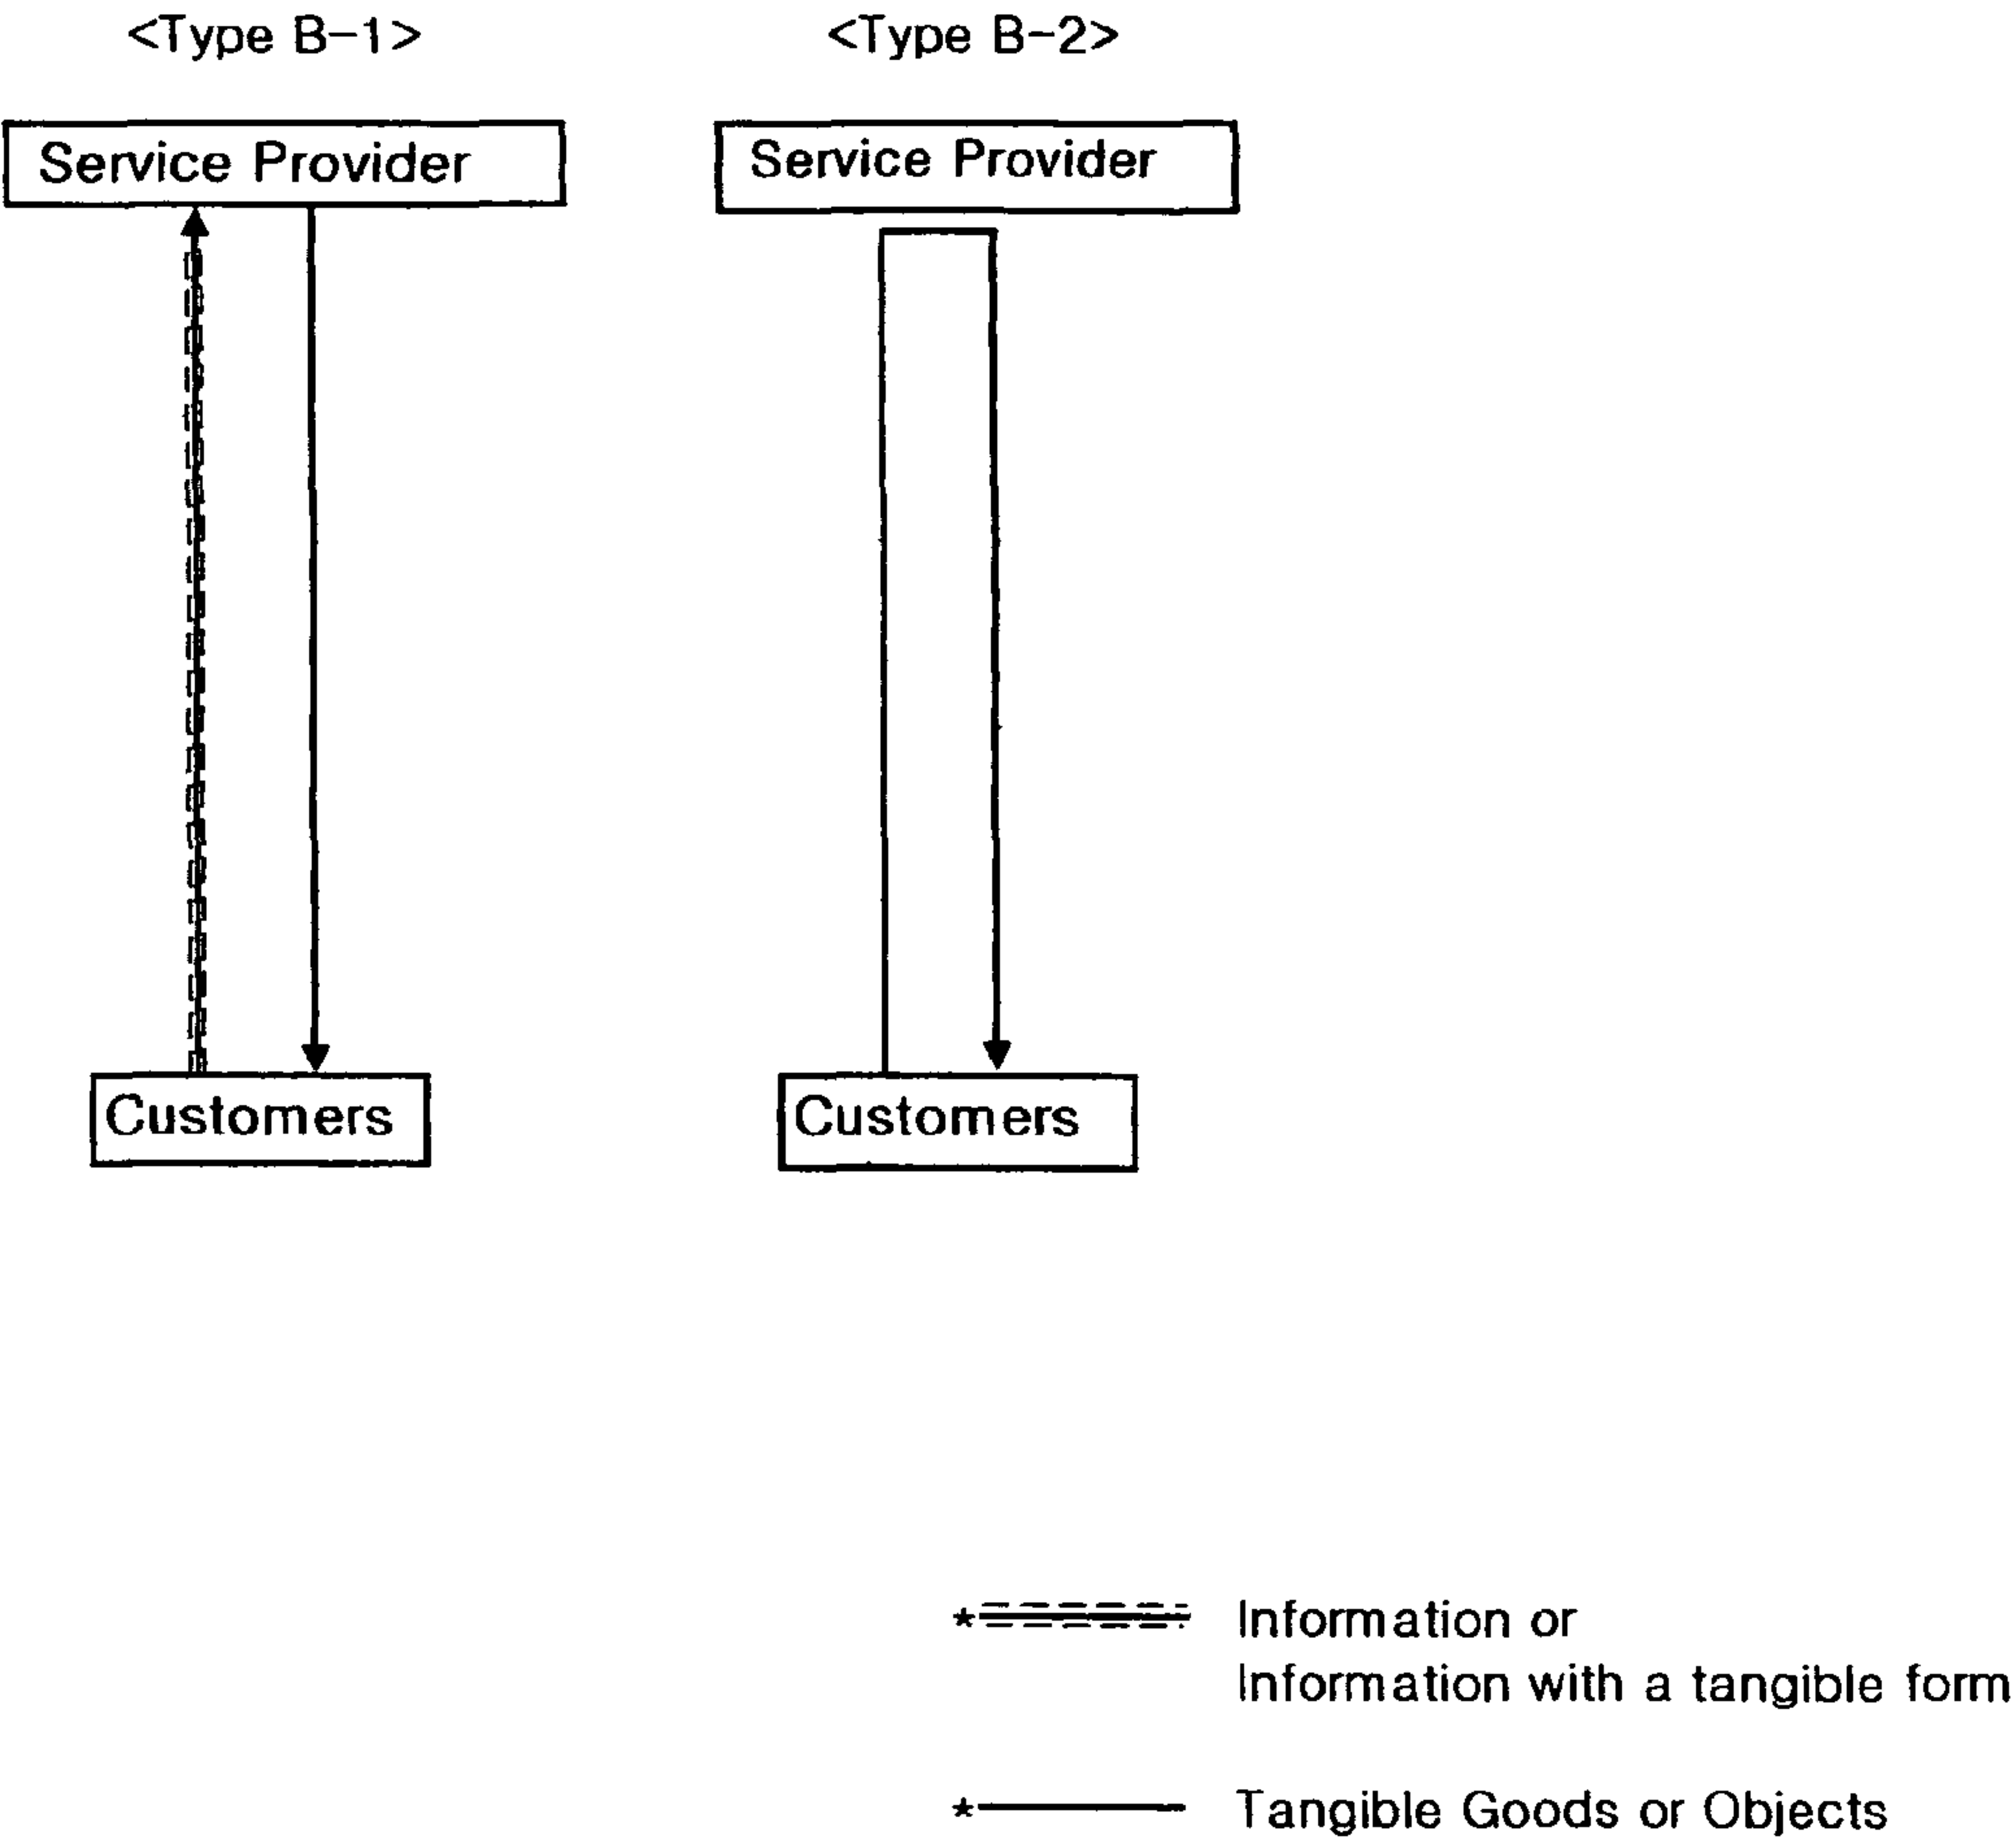 <Type B-1>
<Type B-2>
Service Provider
Service Provider
Customers
Customers
* Information or
Information with a tangible form
* Tangible Goods or Objects